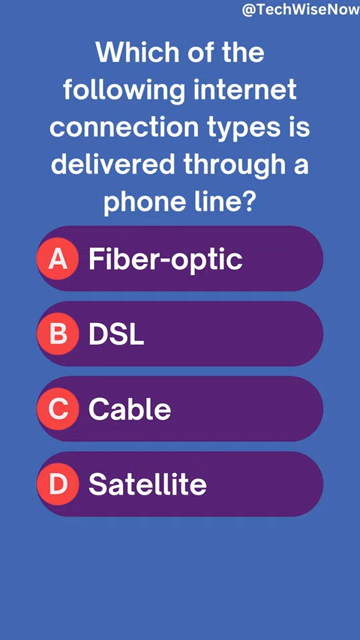 @TechWiseNow
Which of the
following internet
connection types is
delivered through a
phone line?
A Fiber-optic
B DSL
C Cable
D Satellite